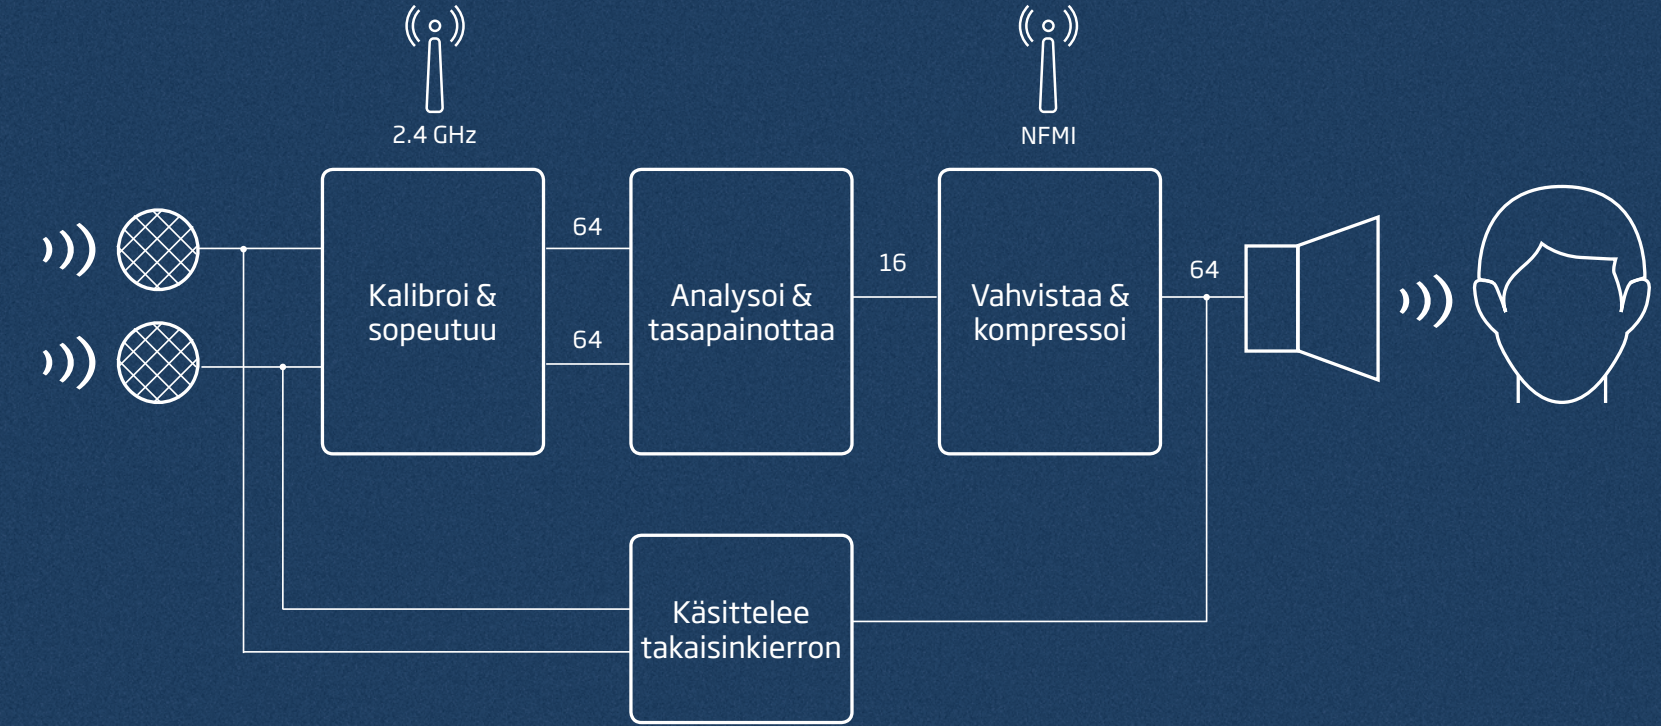 2.4 GHz
NFMI
64
64
16
64
Kalibroi &
sopeutuu
Analysoi &
tasapainottaa
Vahvistaa &
kompressoi
Käsittelee
takaisinkierron